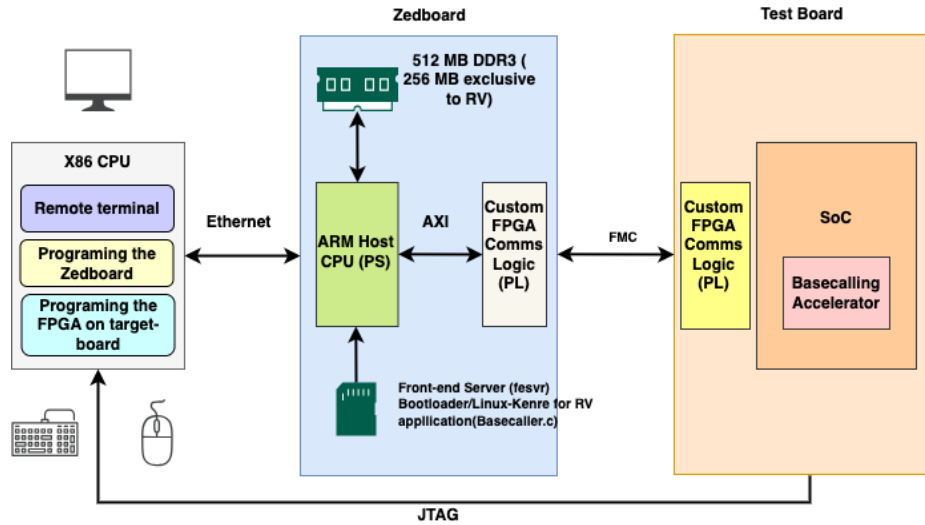 Zedboard
Test Board
512 MB DDR3 (
256 MB exclusive
to RV)
X86 CPU
Remote terminal
Programing the
Zedboard
Programing the
FPGA on target-
board
Ethernet
ARM Host
CPU (PS)
AXI
Custom
FPGA
Comms
Logic
(PL)
FMC
Custom
FPGA
Comms
Logic
(PL)
SoC
Basecalling
Accelerator
Front-end Server (fesvr)
Bootloader/Linux-Kenre for RV
appilication(Basecaller.c)
JTAG